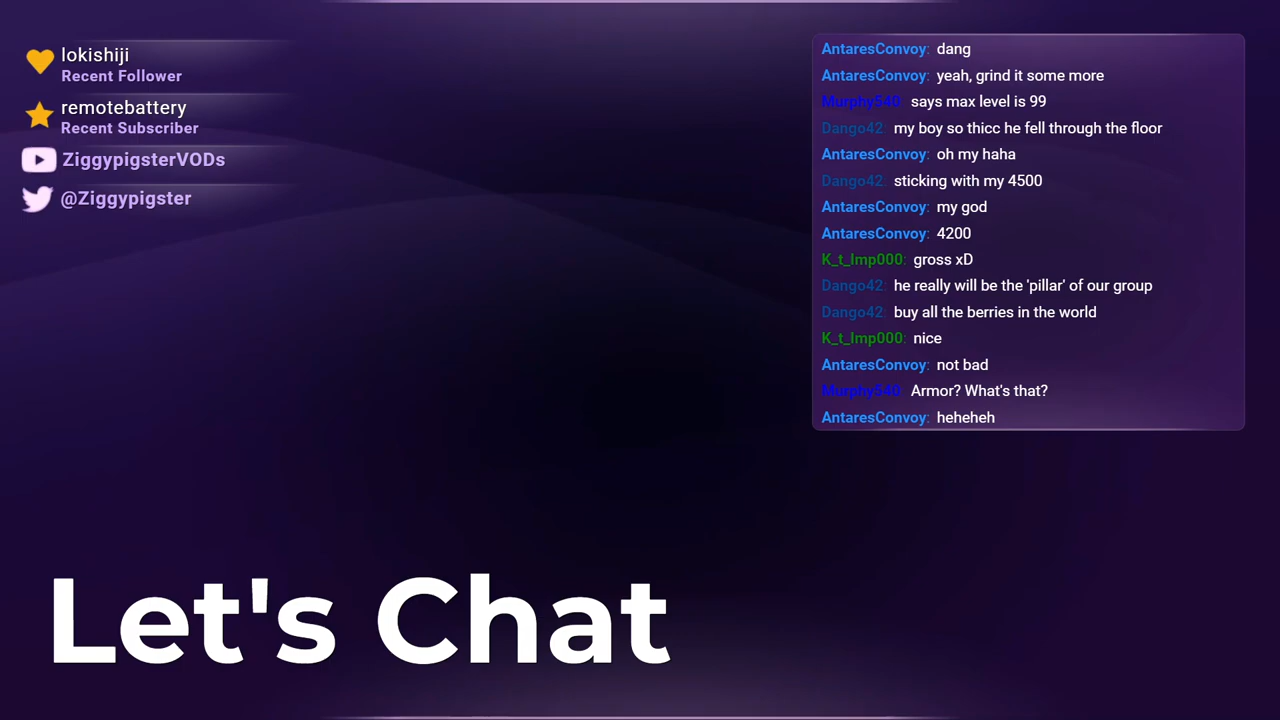 lokishiji
Recent Follower
remotebattery
Recent Subscriber
ZiggypigsterVODs
@Ziggypigster
AntaresConvoy: dang
AntaresConvoy: yeah, grind it some more
Murphy540: says max level is 99
Dango42: my boy so thicc he fell through the floor
AntaresConvoy: oh my haha
Dango42: sticking with my 4500
AntaresConvoy: my god
AntaresConvoy: 4200
K_t_Imp000: gross xD
Dango42: he really will be the 'pillar' of our group
Dango42: buy all the berries in the world
K_t_Imp000: nice
AntaresConvoy: not bad
Murphy540: Armor? What's that?
AntaresConvoy: heheheh
Let's Chat